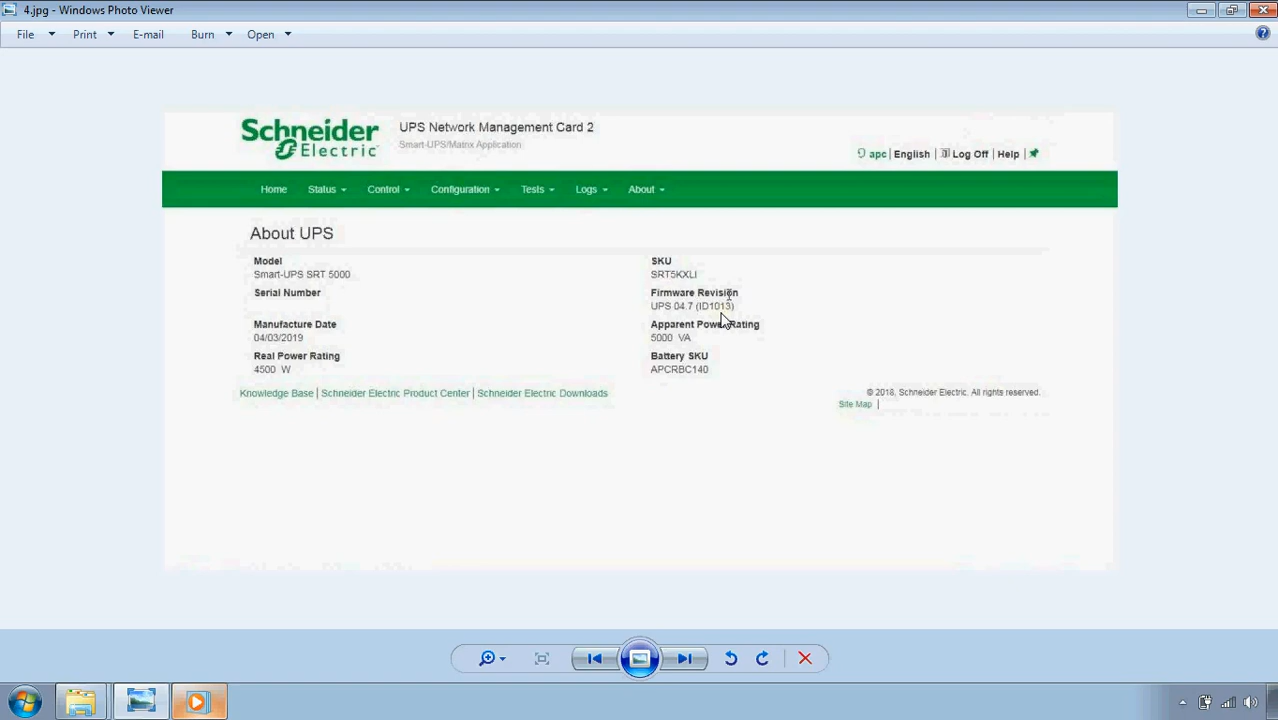 4.jpg - Windows Photo Viewer
File Print E-mail Burn Open
Schneider Electric
UPS Network Management Card 2
Smart-UPS/Matrix Application
apc | English | Log Off | Help |
Home Status Control Configuration Tests Logs About
About UPS
Model SKU
Smart-UPS SRT 5000 SRT5KXLI
Serial Number Firmware Revision
UPS 04.7 (ID1013)
Manufacture Date Apparent Power Rating
04/03/2019 5000 VA
Real Power Rating Battery SKU
4500 W APCRBC140
Knowledge Base | Schneider Electric Product Center | Schneider Electric Downloads
© 2018, Schneider Electric. All rights reserved.
Site Map |